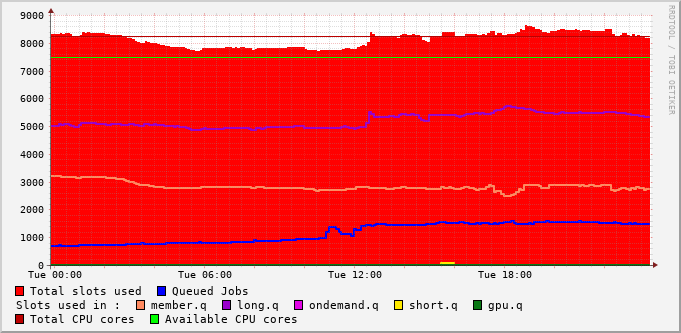 9000
8000
7000
6000
5000
4000
3000
2000
1000
0
Tue 00:00 Tue 06:00 Tue 12:00 Tue 18:00
Total slots used Queued Jobs
Slots used in : member.q long.q ondemand.q short.q gpu.q
Total CPU cores Available CPU cores
RRDTOOL / TOBI OETIKER